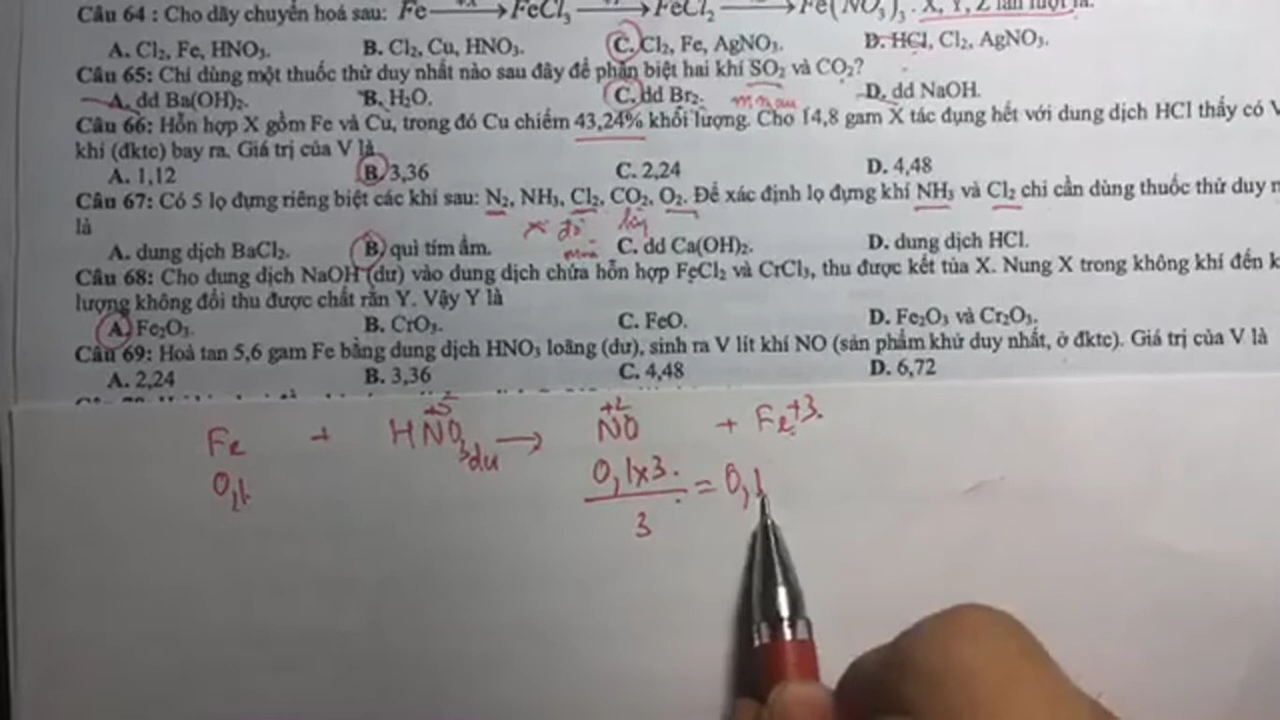 Câu 64 : Cho dãy chuyển hoá sau: Fe → FeCl₃ → FeCl₂ → Fe(NO₃)₃. X, Y, Z lần lượt là:
A. Cl₂, Fe, HNO₃. B. Cl₂, Cu, HNO₃. C. Cl₂, Fe, AgNO₃. D. HCl, Cl₂, AgNO₃.
Câu 65: Chỉ dùng một thuốc thử duy nhất nào sau đây để phân biệt hai khí SO₂ và CO₂?
A. dd Ba(OH)₂. B. H₂O. C. dd Br₂. D. dd NaOH.
Câu 66: Hỗn hợp X gồm Fe và Cu, trong đó Cu chiếm 43,24% khối lượng. Cho 14,8 gam X tác dụng hết với dung dịch HCl thấy có V
khí (đktc) bay ra. Giá trị của V là
A. 1,12 B. 3,36 C. 2,24 D. 4,48
Câu 67: Có 5 lọ đựng riêng biệt các khí sau: N₂, NH₃, Cl₂, CO₂, O₂. Để xác định lọ đựng khí NH₃ và Cl₂ chỉ cần dùng thuốc thử duy
là
x đỏ
A. dung dịch BaCl₂. B. quì tím ẩm. C. dd Ca(OH)₂. D. dung dịch HCl.
Câu 68: Cho dung dịch NaOH (dư) vào dung dịch chứa hỗn hợp FeCl₂ và CrCl₃, thu được kết tủa X. Nung X trong không khí đến
lượng không đổi thu được chất rắn Y. Vậy Y là
A. Fe₂O₃. B. CrO₃. C. FeO. D. Fe₂O₃ và Cr₂O₃.
Câu 69: Hoà tan 5,6 gam Fe bằng dung dịch HNO₃ loãng (dư), sinh ra V lít khí NO (sản phẩm khử duy nhất, ở đktc). Giá trị của V là
A. 2,24 B. 3,36 C. 4,48 D. 6,72
+5 +2
Fe + HNO₃ dư → NO + Fe⁺³.
0,1 0,1x3. = 0,1
3